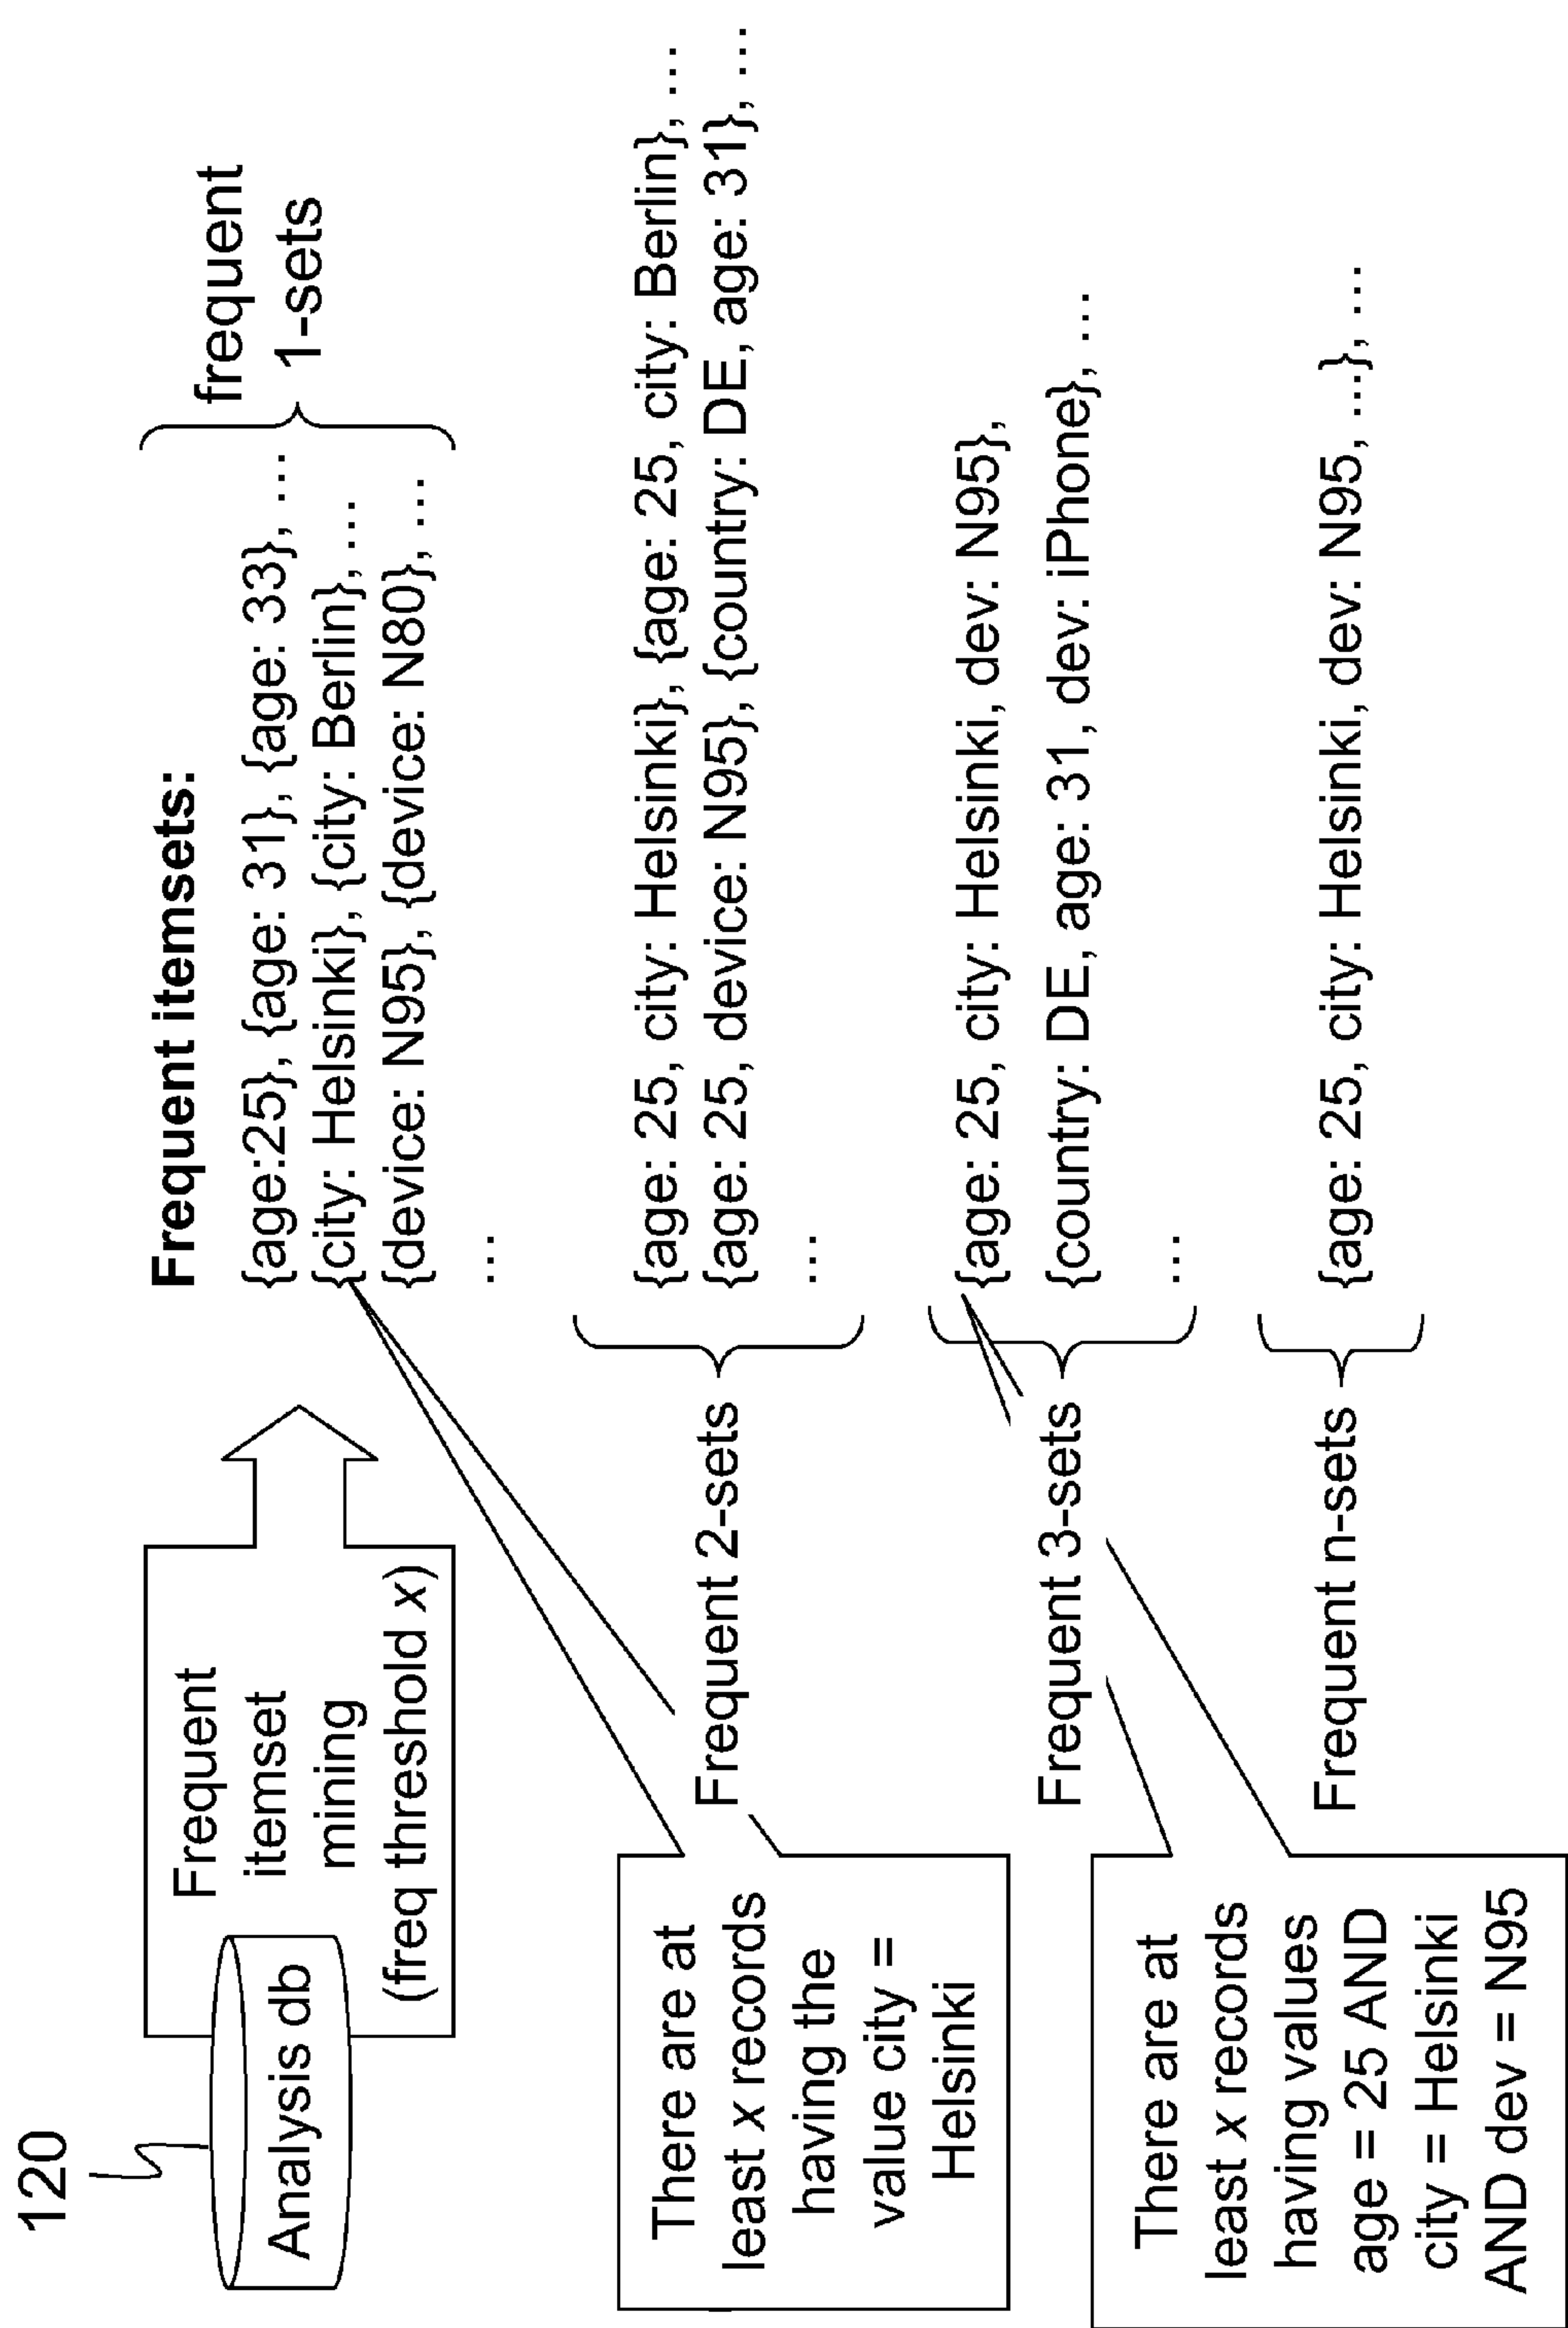 120
Analysis db
Frequent
itemset
mining
(freq threshold x)
Frequent itemsets:
{age:25}, {age: 31}, {age: 33}, ...
{city: Helsinki}, {city: Berlin}, ...
{device: N95}, {device: N80}, ...
...
frequent
1-sets
There are at
least x records
having the
value city =
Helsinki
Frequent 2-sets
{age: 25, city: Helsinki}, {age: 25, city: Berlin}, ...
{age: 25, device: N95}, {country: DE, age: 31}, ...
...
There are at
least x records
having values
age = 25 AND
city = Helsinki
AND dev = N95
Frequent 3-sets
{age: 25, city: Helsinki, dev: N95},
{country: DE, age: 31, dev: iPhone}, ...
...
Frequent n-sets
{age: 25, city: Helsinki, dev: N95, ...}, ...